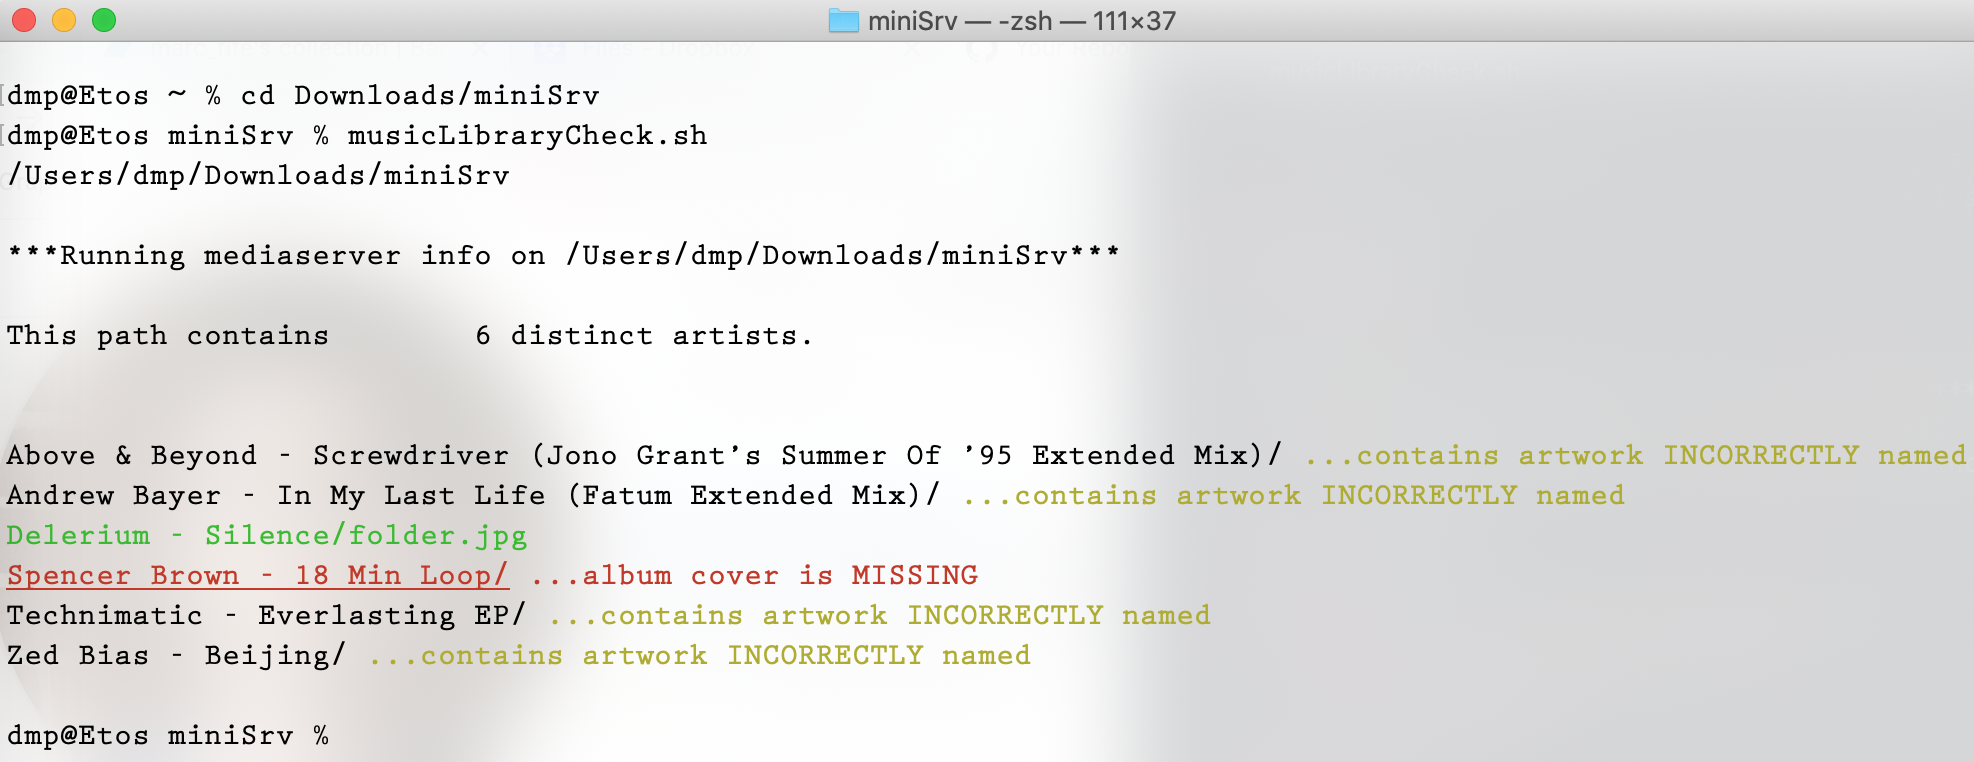 miniSrv — -zsh — 111×37
dmp@Etos ~ % cd Downloads/miniSrv
dmp@Etos miniSrv % musicLibraryCheck.sh
/Users/dmp/Downloads/miniSrv
***Running mediaserver info on /Users/dmp/Downloads/miniSrv***
This path contains        6 distinct artists.
Above & Beyond - Screwdriver (Jono Grant's Summer Of '95 Extended Mix)/ ...contains artwork INCORRECTLY named
Andrew Bayer - In My Last Life (Fatum Extended Mix)/ ...contains artwork INCORRECTLY named
Delerium - Silence/folder.jpg
Spencer Brown - 18 Min Loop/ ...album cover is MISSING
Technimatic - Everlasting EP/ ...contains artwork INCORRECTLY named
Zed Bias - Beijing/ ...contains artwork INCORRECTLY named
dmp@Etos miniSrv %